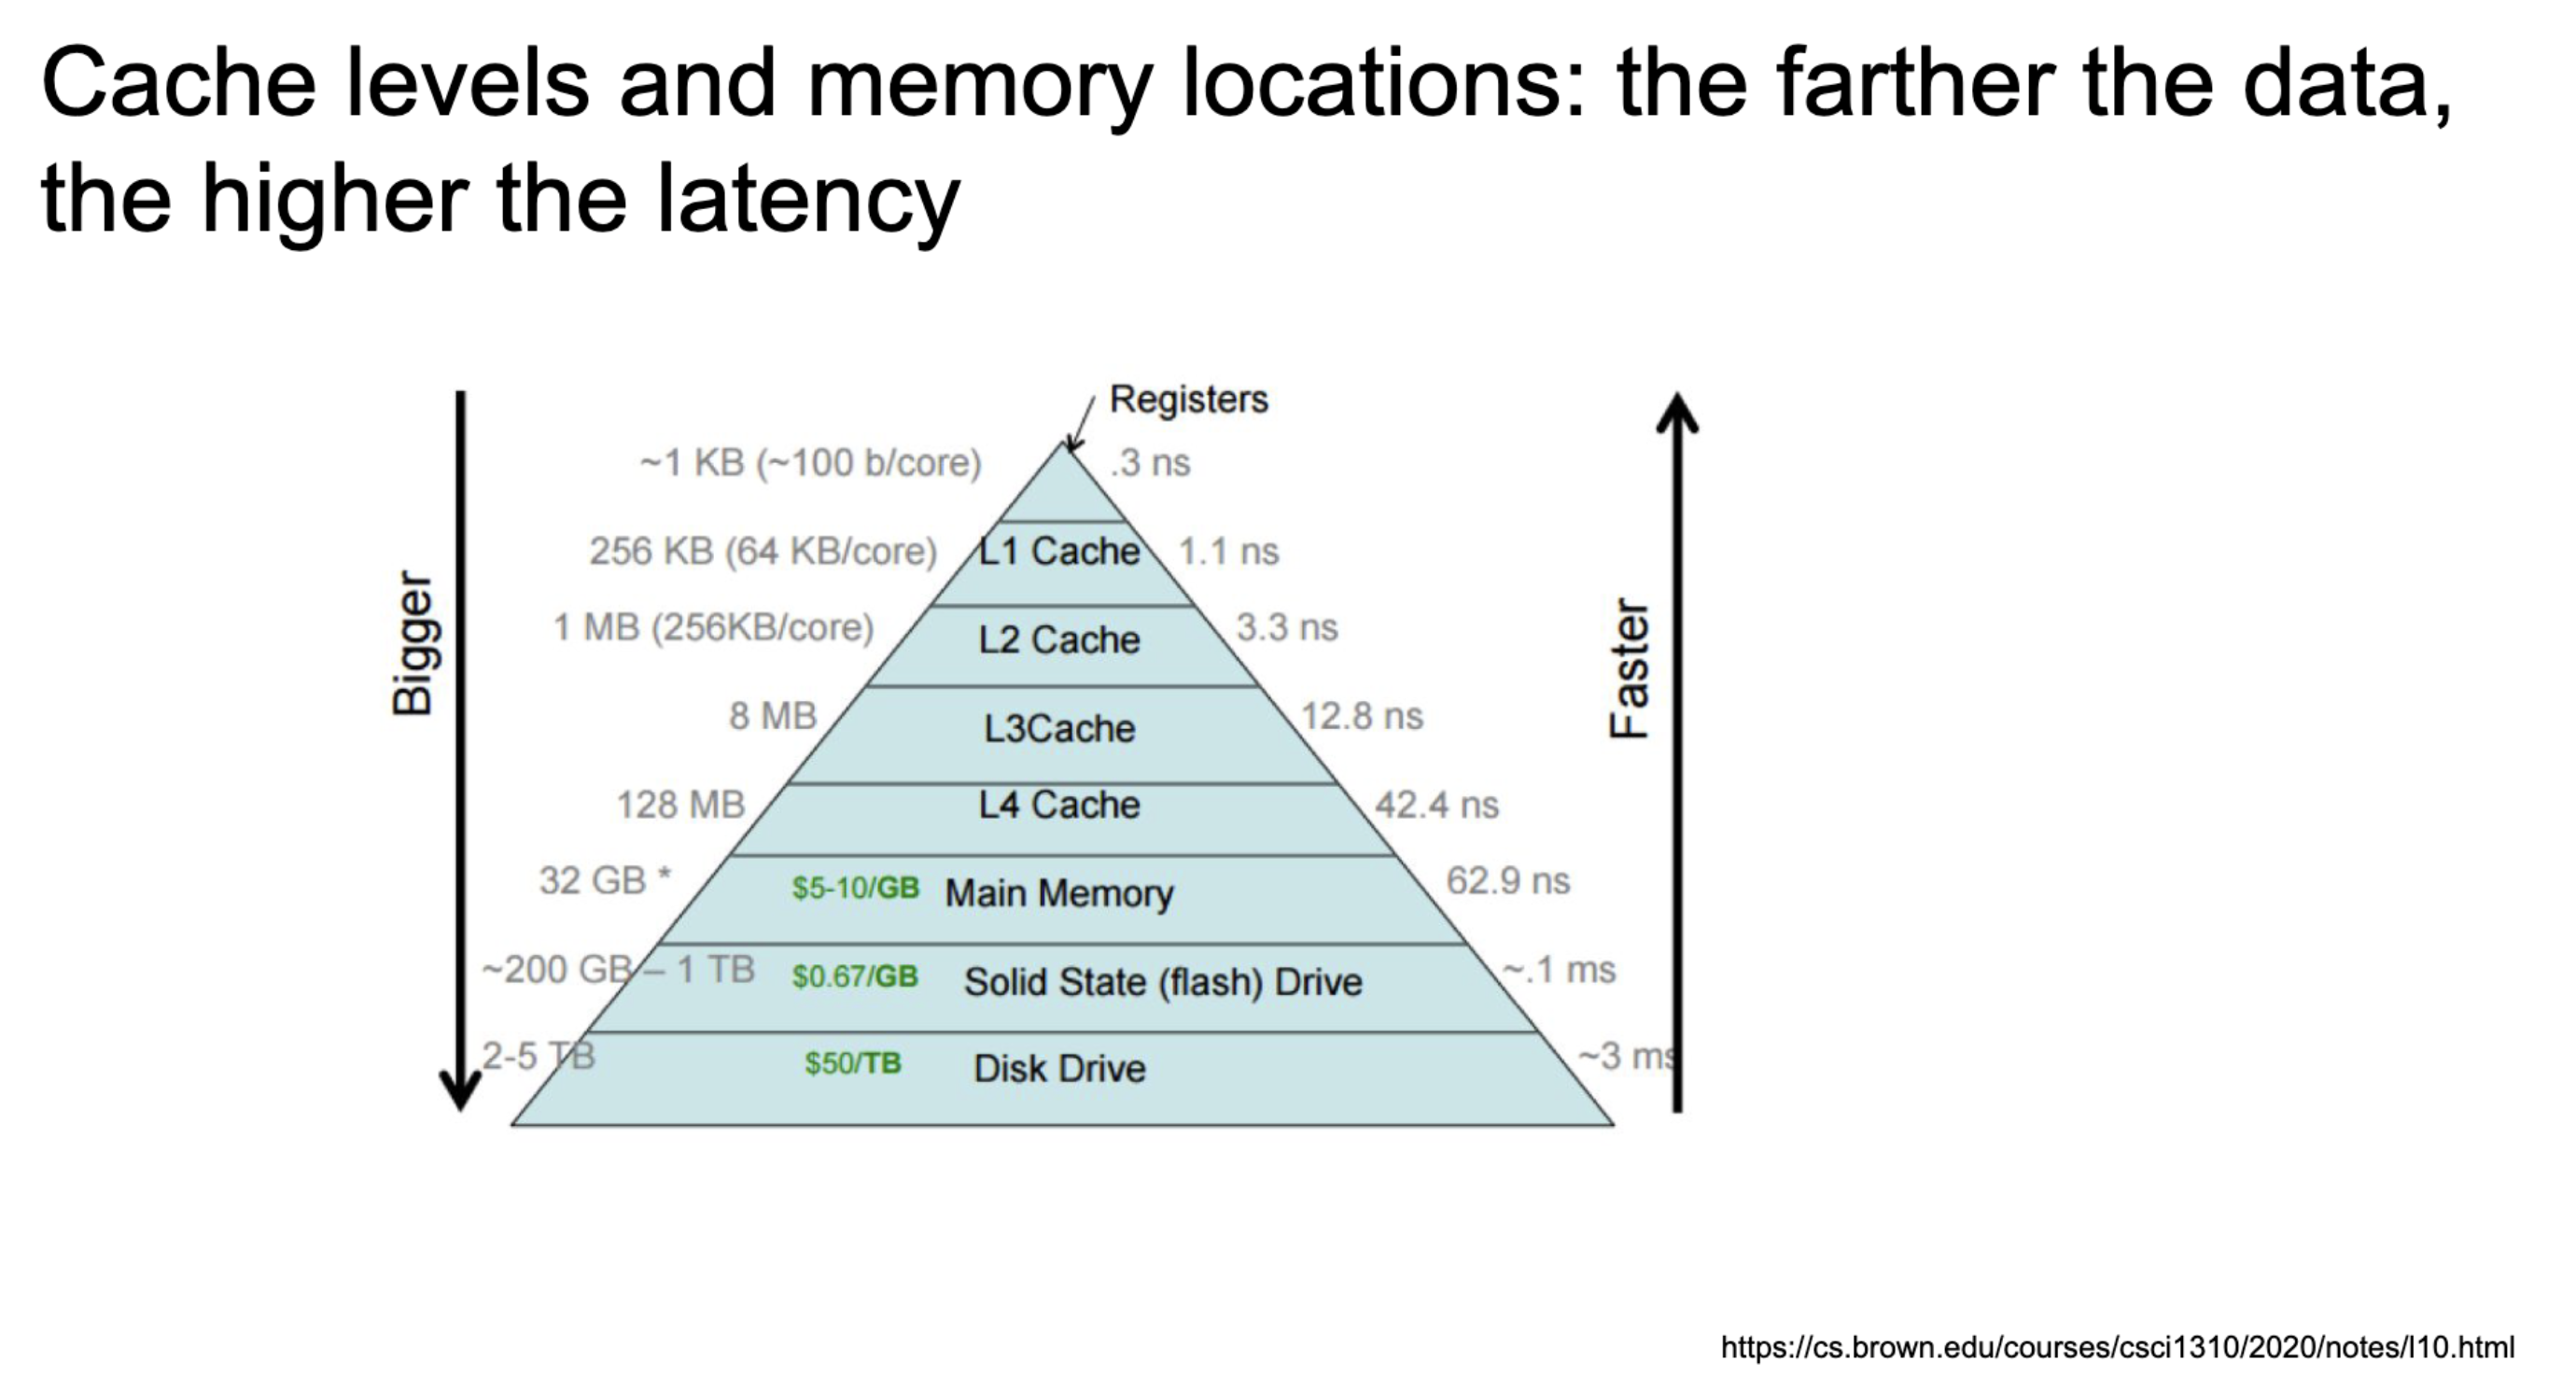 Cache levels and memory locations: the farther the data,
the higher the latency
Registers
~1 KB (~100 b/core) .3 ns
256 KB (64 KB/core) L1 Cache 1.1 ns
1 MB (256KB/core) L2 Cache 3.3 ns
8 MB L3Cache 12.8 ns
128 MB L4 Cache 42.4 ns
32 GB * $5-10/GB Main Memory 62.9 ns
~200 GB – 1 TB $0.67/GB Solid State (flash) Drive ~.1 ms
2-5 TB $50/TB Disk Drive ~3 ms
Bigger
Faster
https://cs.brown.edu/courses/csci1310/2020/notes/l10.html